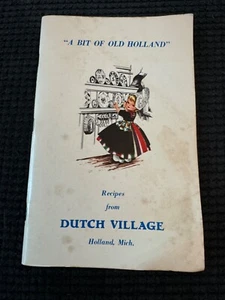 "A BIT OF OLD HOLLAND"
Recipes
from
DUTCH VILLAGE
Holland, Mich.